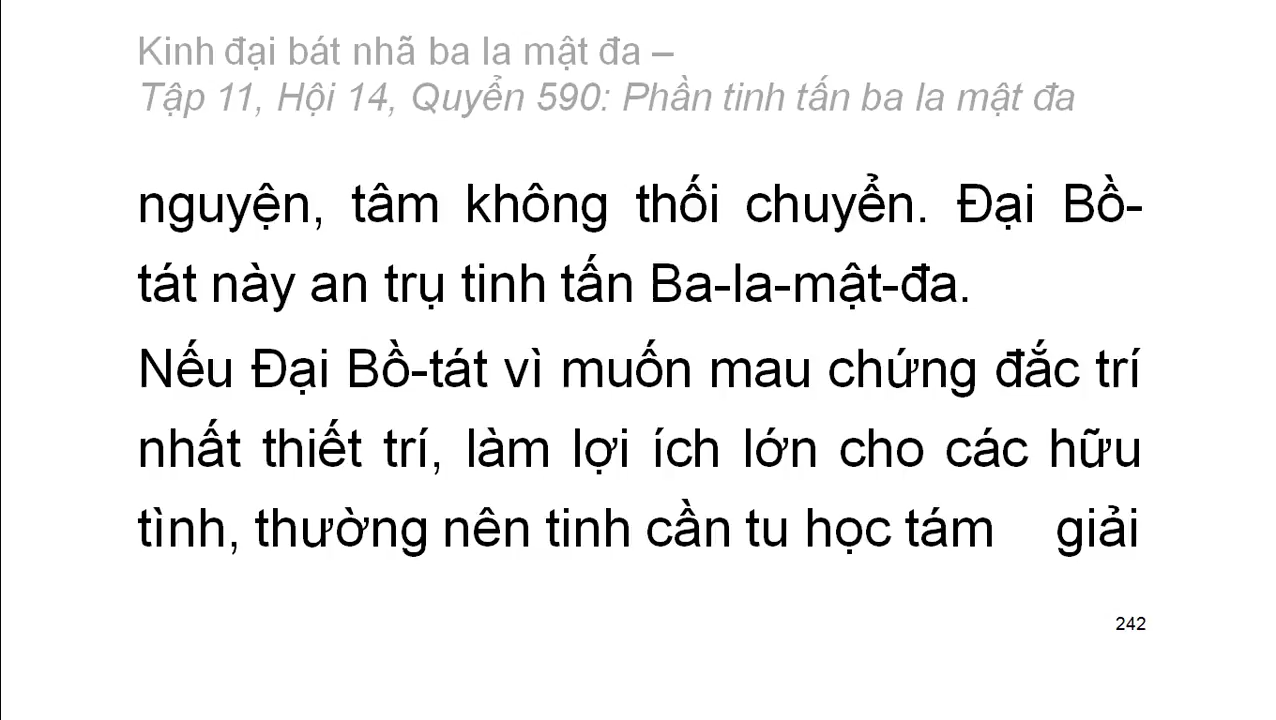 Kinh đại bát nhã ba la mật đa –
Tập 11, Hội 14, Quyển 590: Phần tinh tấn ba la mật đa
nguyện, tâm không thối chuyển. Đại Bồ-
tát này an trụ tinh tấn Ba-la-mật-đa.
Nếu Đại Bồ-tát vì muốn mau chứng đắc trí
nhất thiết trí, làm lợi ích lớn cho các hữu
tình, thường nên tinh cần tu học tám giải
242